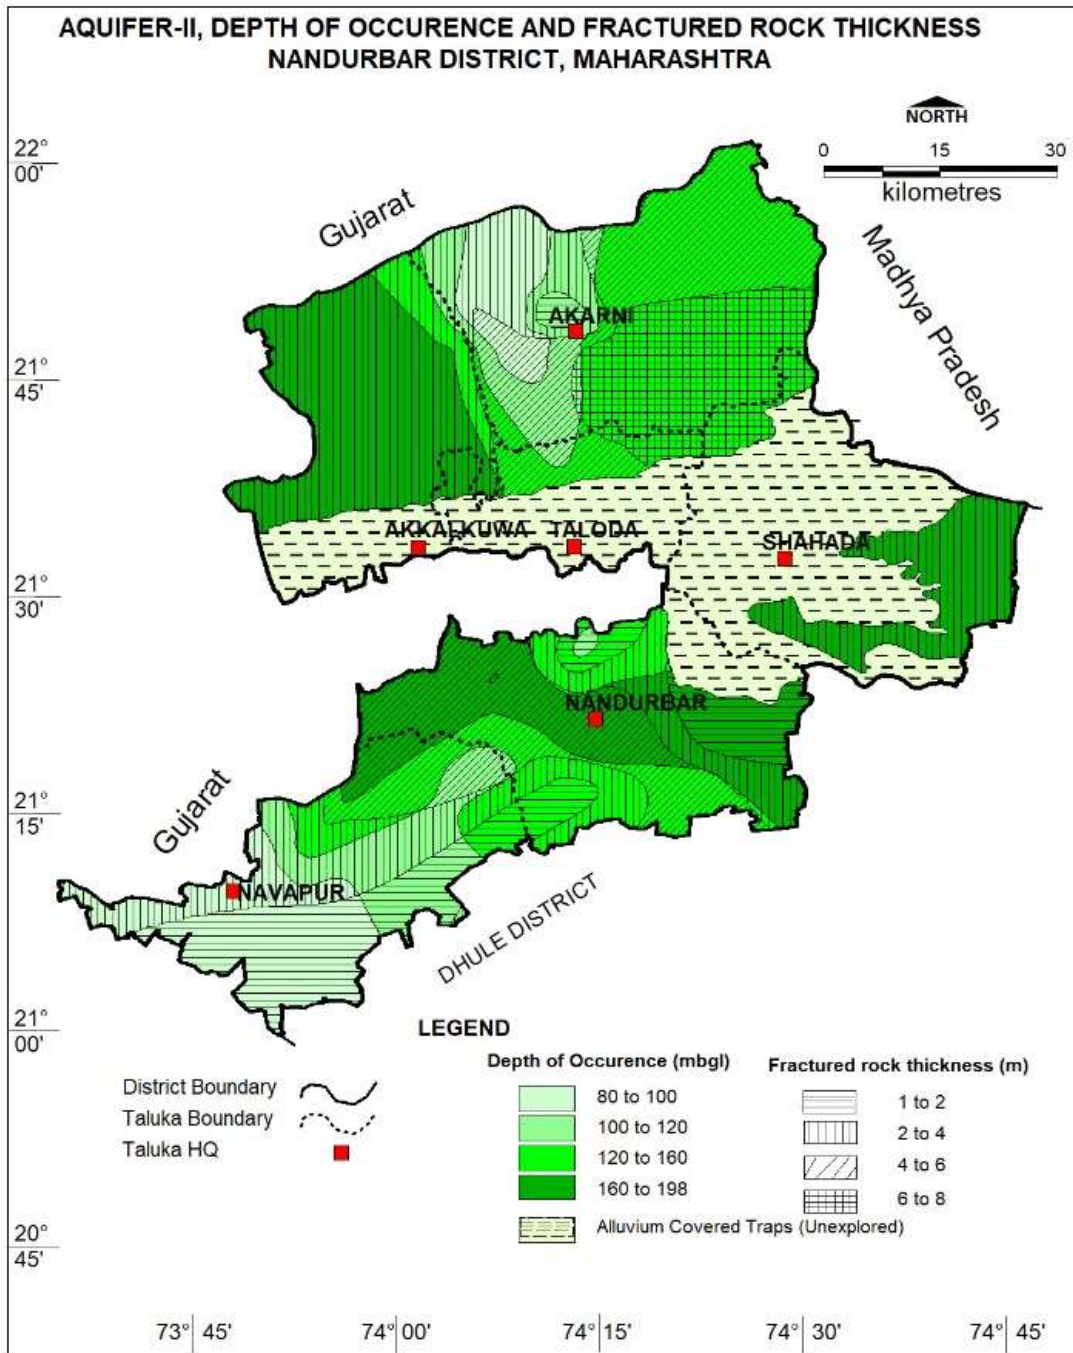 AQUIFER-II, DEPTH OF OCCURENCE AND FRACTURED ROCK THICKNESS
NANDURBAR DISTRICT, MAHARASHTRA
NORTH
0 15 30
kilometres
22° 00'
21° 45'
21° 30'
21° 15'
21° 00'
20° 45'
Gujarat
Madhya Pradesh
AKARNI
AKKALKUWA
TALODA
SHAHADA
NANDURBAR
Gujarat
NAVAPUR
DHULE DISTRICT
LEGEND
District Boundary
Taluka Boundary
Taluka HQ
Depth of Occurence (mbgl)
80 to 100
100 to 120
120 to 160
160 to 198
Alluvium Covered Traps (Unexplored)
Fractured rock thickness (m)
1 to 2
2 to 4
4 to 6
6 to 8
73° 45' 74° 00' 74° 15' 74° 30' 74° 45'